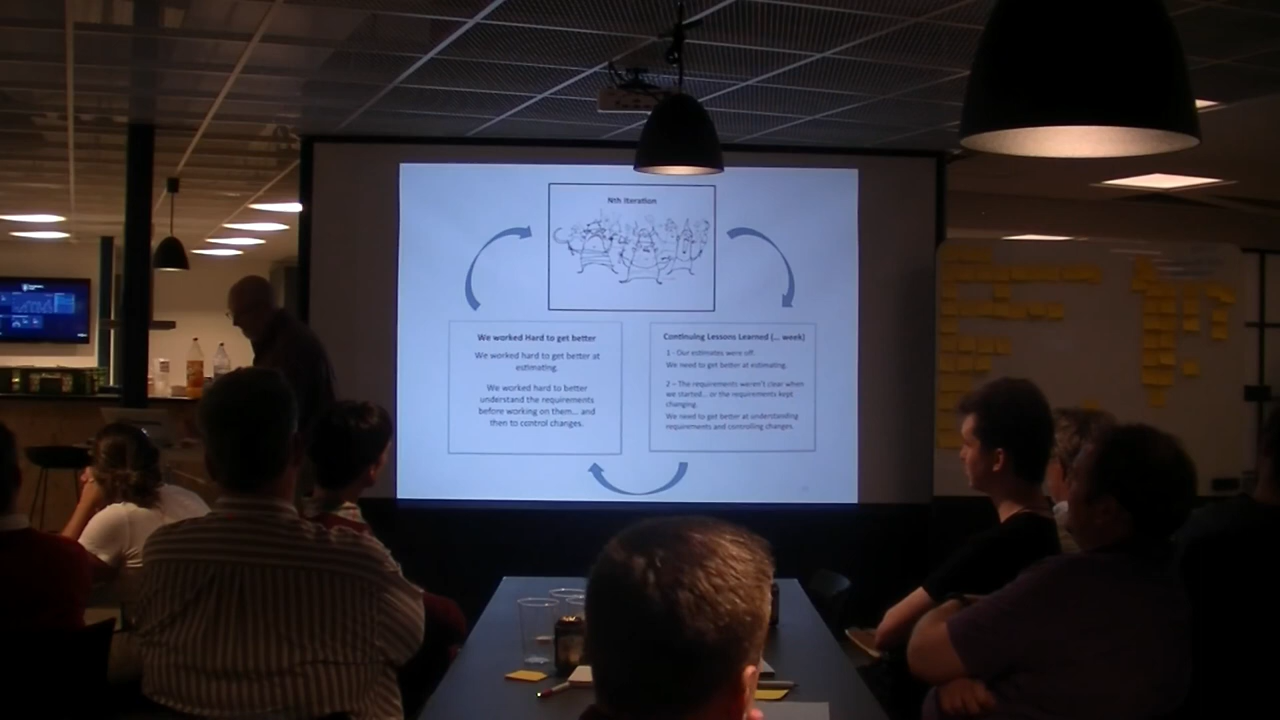 Nth Iteration
We worked Hard to get better
We worked hard to get better at
estimating.
We worked hard to better
understand the requirements
before working on them... and
then to control changes.
Continuing Lessons Learned (... week)
1 - Our estimates were off.
We need to get better at estimating.
2 – The requirements weren't clear when
we started... or the requirements kept
changing.
We need to get better at understanding
requirements and controlling changes.